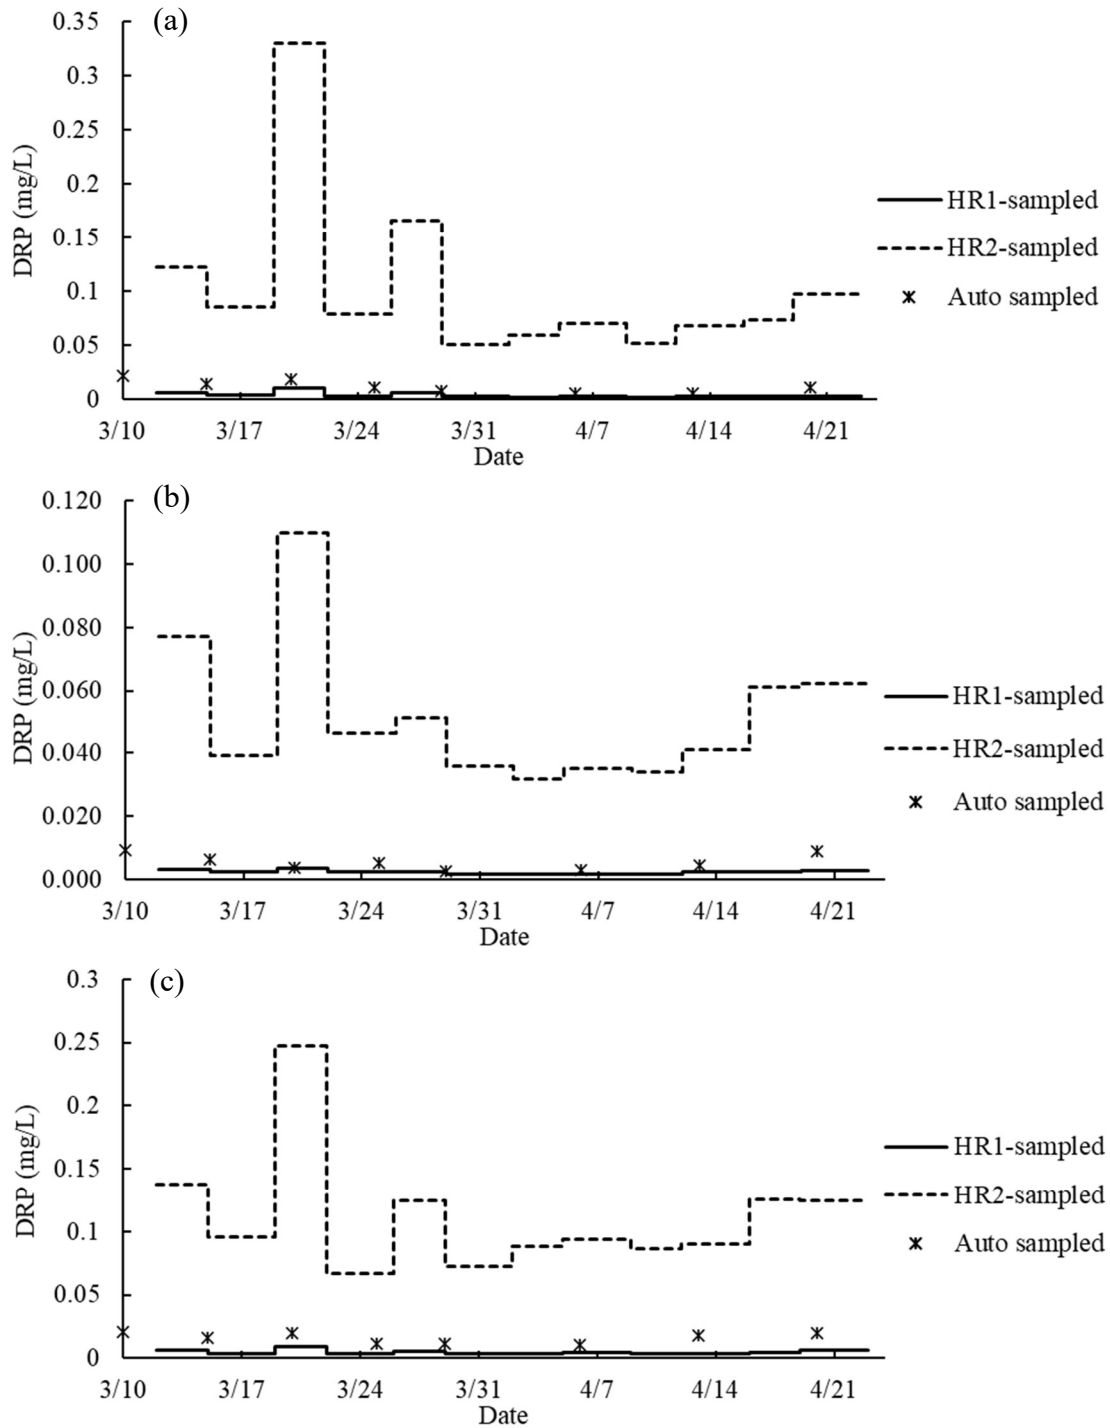 (a)
DRP (mg/L)
0.35
0.3
0.25
0.2
0.15
0.1
0.05
0
3/10 3/17 3/24 3/31 4/7 4/14 4/21
Date
HR1-sampled
HR2-sampled
Auto sampled
(b)
DRP (mg/L)
0.120
0.100
0.080
0.060
0.040
0.020
0.000
3/10 3/17 3/24 3/31 4/7 4/14 4/21
Date
HR1-sampled
HR2-sampled
Auto sampled
(c)
DRP (mg/L)
0.3
0.25
0.2
0.15
0.1
0.05
0
3/10 3/17 3/24 3/31 4/7 4/14 4/21
Date
HR1-sampled
HR2-sampled
Auto sampled